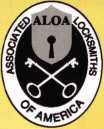 ALOA
ASSOCIATED LOCKSMITHS
OF AMERICA